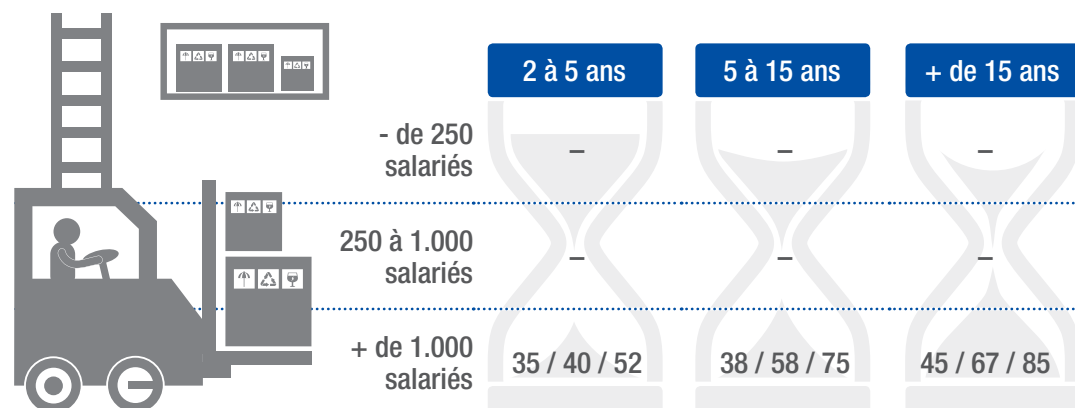 2 à 5 ans
5 à 15 ans
+ de 15 ans
- de 250
salariés
–
–
–
250 à 1.000
salariés
–
–
–
+ de 1.000
salariés
35 / 40 / 52
38 / 58 / 75
45 / 67 / 85